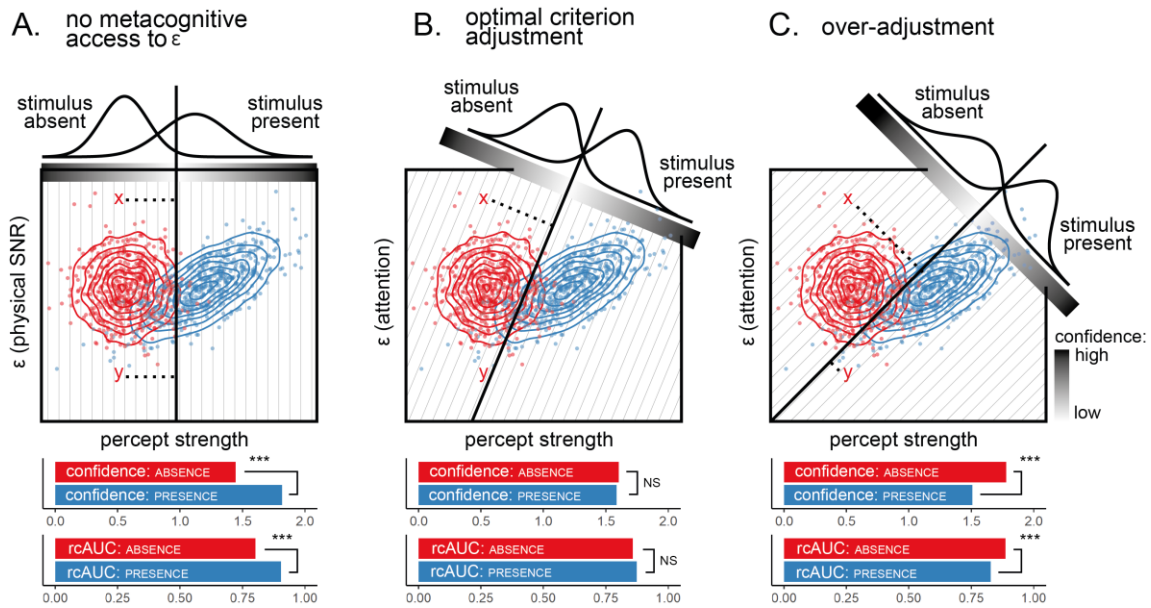 A. no metacognitive
access to ε
stimulus
absent
stimulus
present
x
y
ε (physical SNR)
percept strength
confidence: ABSENCE
confidence: PRESENCE
***
0.0 0.5 1.0 1.5 2.0
rcAUC: ABSENCE
rcAUC: PRESENCE
***
0.00 0.25 0.50 0.75 1.00
B. optimal criterion
adjustment
stimulus
absent
stimulus
present
x
y
ε (attention)
percept strength
confidence: ABSENCE
confidence: PRESENCE
NS
0.0 0.5 1.0 1.5 2.0
rcAUC: ABSENCE
rcAUC: PRESENCE
NS
0.00 0.25 0.50 0.75 1.00
C. over-adjustment
stimulus
absent
stimulus
present
x
y
ε (attention)
confidence:
high
low
percept strength
confidence: ABSENCE
confidence: PRESENCE
***
0.0 0.5 1.0 1.5 2.0
rcAUC: ABSENCE
rcAUC: PRESENCE
***
0.00 0.25 0.50 0.75 1.00